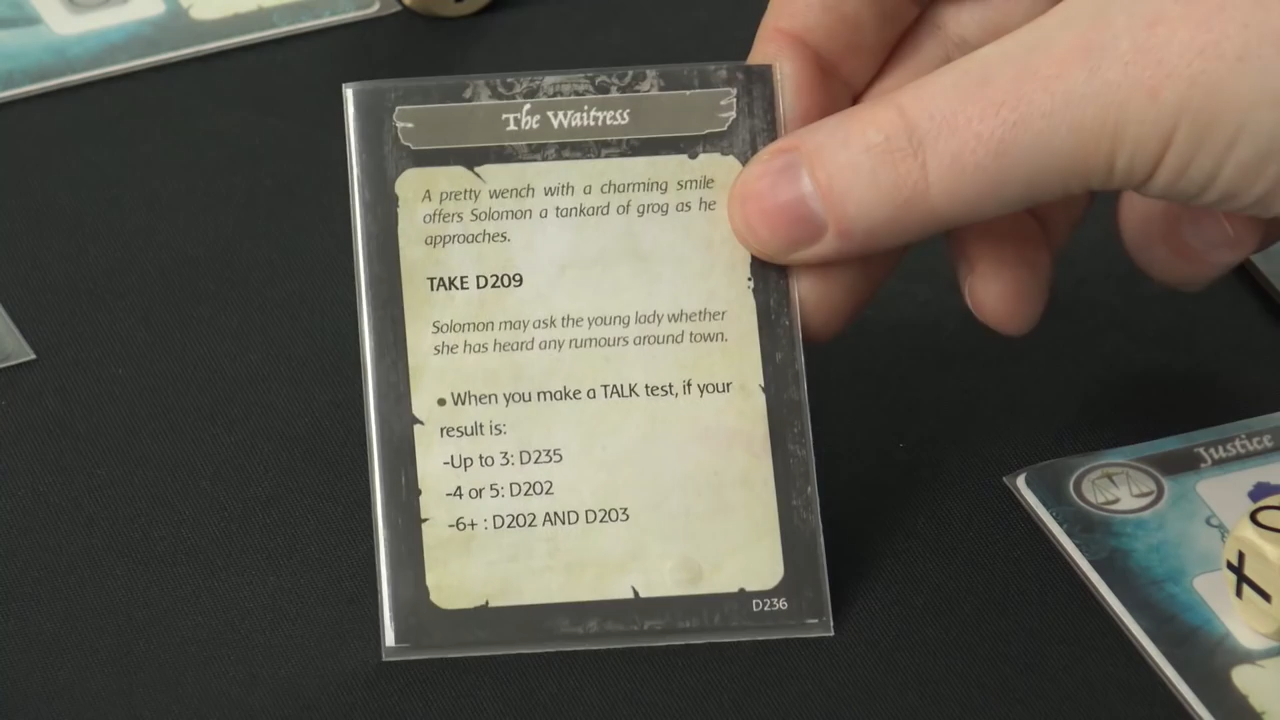 The Waitress
A pretty wench with a charming smile
offers Solomon a tankard of grog as he
approaches.
TAKE D209
Solomon may ask the young lady whether
she has heard any rumours around town.
• When you make a TALK test, if your
result is:
-Up to 3: D235
-4 or 5: D202
-6+ : D202 AND D203
D236
Justice